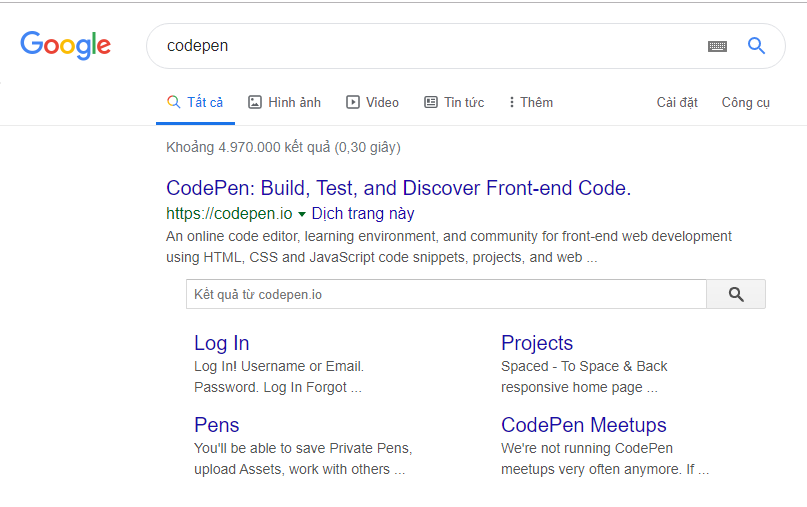 Google
codepen
Tất cả Hình ảnh Video Tin tức Thêm Cài đặt Công cụ
Khoảng 4.970.000 kết quả (0,30 giây)
CodePen: Build, Test, and Discover Front-end Code.
https://codepen.io Dịch trang này
An online code editor, learning environment, and community for front-end web development
using HTML, CSS and JavaScript code snippets, projects, and web ...
Kết quả từ codepen.io
Log In
Log In! Username or Email.
Password. Log In Forgot ...
Projects
Spaced - To Space & Back
responsive home page ...
Pens
You'll be able to save Private Pens,
upload Assets, work with others ...
CodePen Meetups
We're not running CodePen
meetups very often anymore. If ...